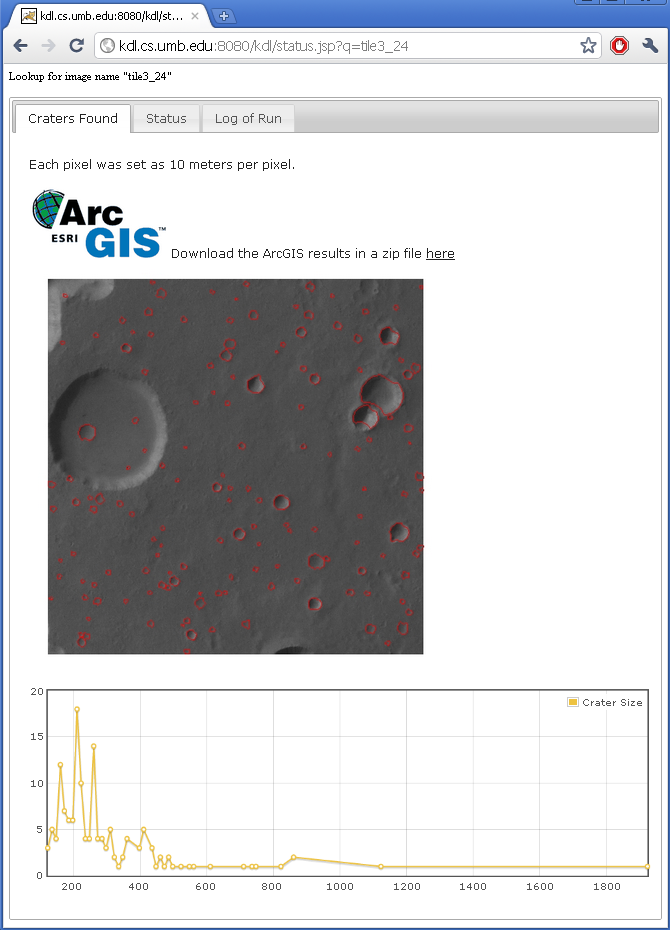 kdl.cs.umb.edu:8080/kdl/st...
kdl.cs.umb.edu:8080/kdl/status.jsp?q=tile3_24
Lookup for image name "tile3_24"
Craters Found
Status
Log of Run
Each pixel was set as 10 meters per pixel.
Arc
ESRI GIS™
Download the ArcGIS results in a zip file here
20
15
10
5
0
Crater Size
200 400 600 800 1000 1200 1400 1600 1800